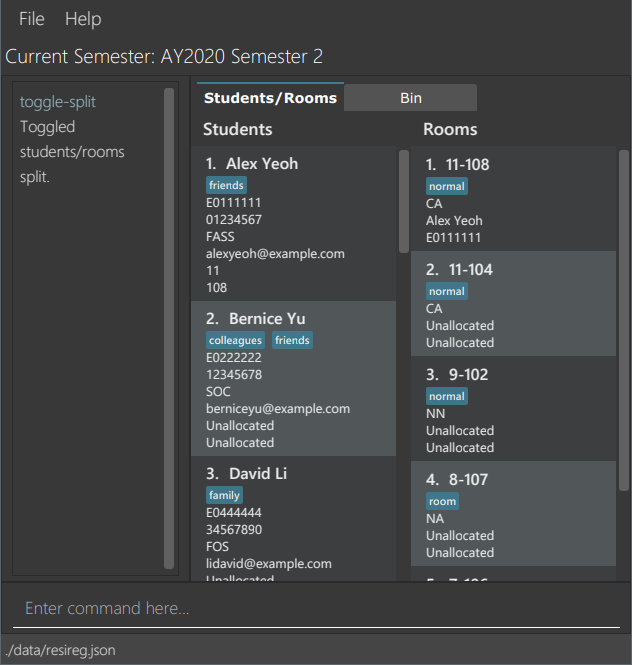 File Help
Current Semester: AY2020 Semester 2
toggle-split
Toggled
students/rooms
split.
Students/Rooms
Bin
Students
1. Alex Yeoh
friends
E0111111
01234567
FASS
alexyeoh@example.com
11
108
2. Bernice Yu
colleagues friends
E0222222
12345678
SOC
berniceyu@example.com
Unallocated
Unallocated
3. David Li
family
E0444444
34567890
FOS
lidavid@example.com
Unallocated
Rooms
1. 11-108
normal
CA
Alex Yeoh
E0111111
2. 11-104
normal
CA
Unallocated
Unallocated
3. 9-102
normal
NN
Unallocated
Unallocated
4. 8-107
room
NA
Unallocated
Unallocated
5. 7-106
Enter command here...
./data/resireg.json